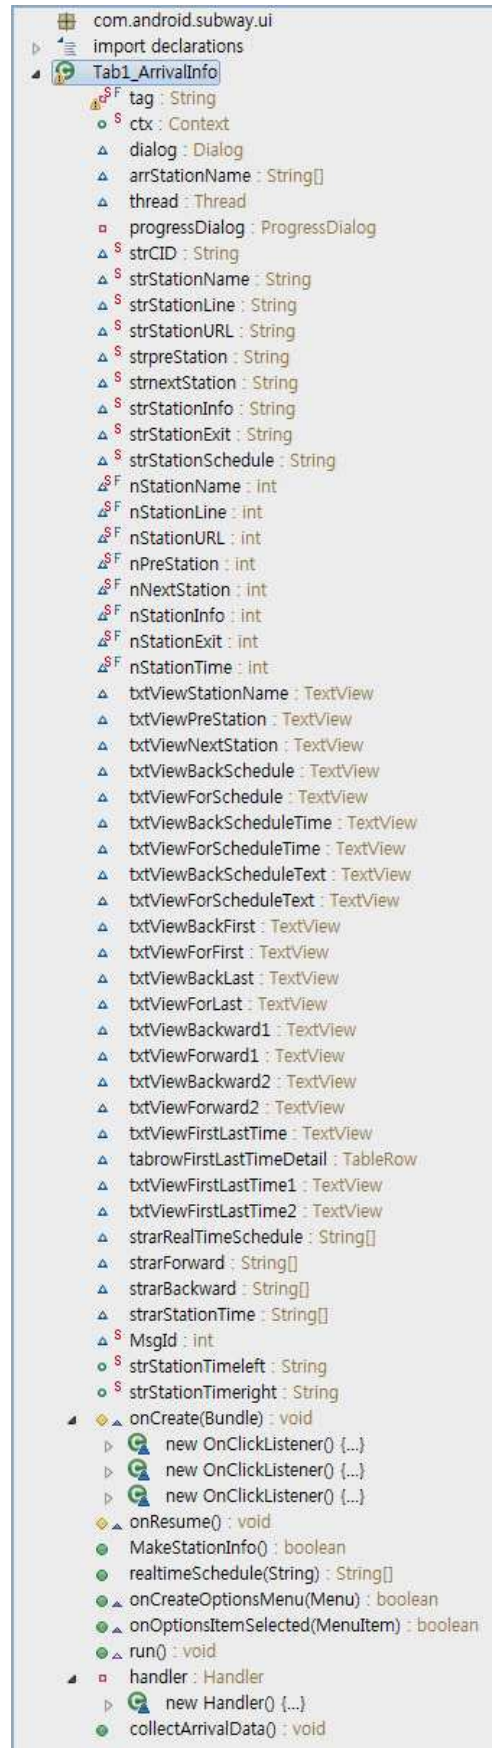 com.android.subway.ui
import declarations
Tab1_ArrivalInfo
S F tag : String
S ctx : Context
dialog : Dialog
arrStationName : String[]
thread : Thread
progressDialog : ProgressDialog
S strCID : String
S strStationName : String
S strStationLine : String
S strStationURL : String
S strpreStation : String
S strnextStation : String
S strStationInfo : String
S strStationExit : String
S strStationSchedule : String
S F nStationName : int
S F nStationLine : int
S F nStationURL : int
S F nPreStation : int
S F nNextStation : int
S F nStationInfo : int
S F nStationExit : int
S F nStationTime : int
txtViewStationName : TextView
txtViewPreStation : TextView
txtViewNextStation : TextView
txtViewBackSchedule : TextView
txtViewForSchedule : TextView
txtViewBackScheduleTime : TextView
txtViewForScheduleTime : TextView
txtViewBackScheduleText : TextView
txtViewForScheduleText : TextView
txtViewBackFirst : TextView
txtViewForFirst : TextView
txtViewBackLast : TextView
txtViewForLast : TextView
txtViewBackward1 : TextView
txtViewForward1 : TextView
txtViewBackward2 : TextView
txtViewForward2 : TextView
txtViewFirstLastTime : TextView
tabrowFirstLastTimeDetail : TableRow
txtViewFirstLastTime1 : TextView
txtViewFirstLastTime2 : TextView
strarRealTimeSchedule : String[]
strarForward : String[]
strarBackward : String[]
strarStationTime : String[]
S MsgId : int
S strStationTimeleft : String
S strStationTimeright : String
onCreate(Bundle) : void
new OnClickListener() {...}
new OnClickListener() {...}
new OnClickListener() {...}
onResume() : void
MakeStationInfo() : boolean
realtimeSchedule(String) : String[]
onCreateOptionsMenu(Menu) : boolean
onOptionsItemSelected(MenuItem) : boolean
run() : void
handler : Handler
new Handler() {...}
collectArrivalData() : void